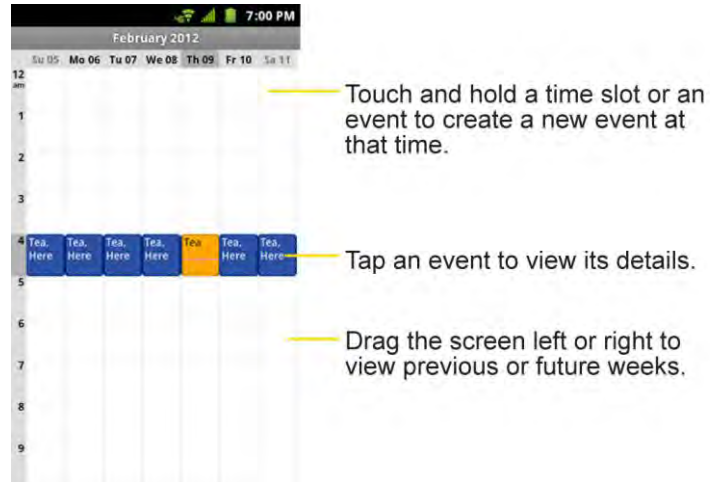 7:00 PM
February 2012
Su 05 Mo 06 Tu 07 We 08 Th 09 Fr 10 Sa 11
12
am
1
2
3
4
Tea, Tea, Tea, Tea, Tea Tea, Tea,
Here Here Here Here Here Here
5
6
7
8
9
Touch and hold a time slot or an
event to create a new event at
that time.
Tap an event to view its details.
Drag the screen left or right to
view previous or future weeks.